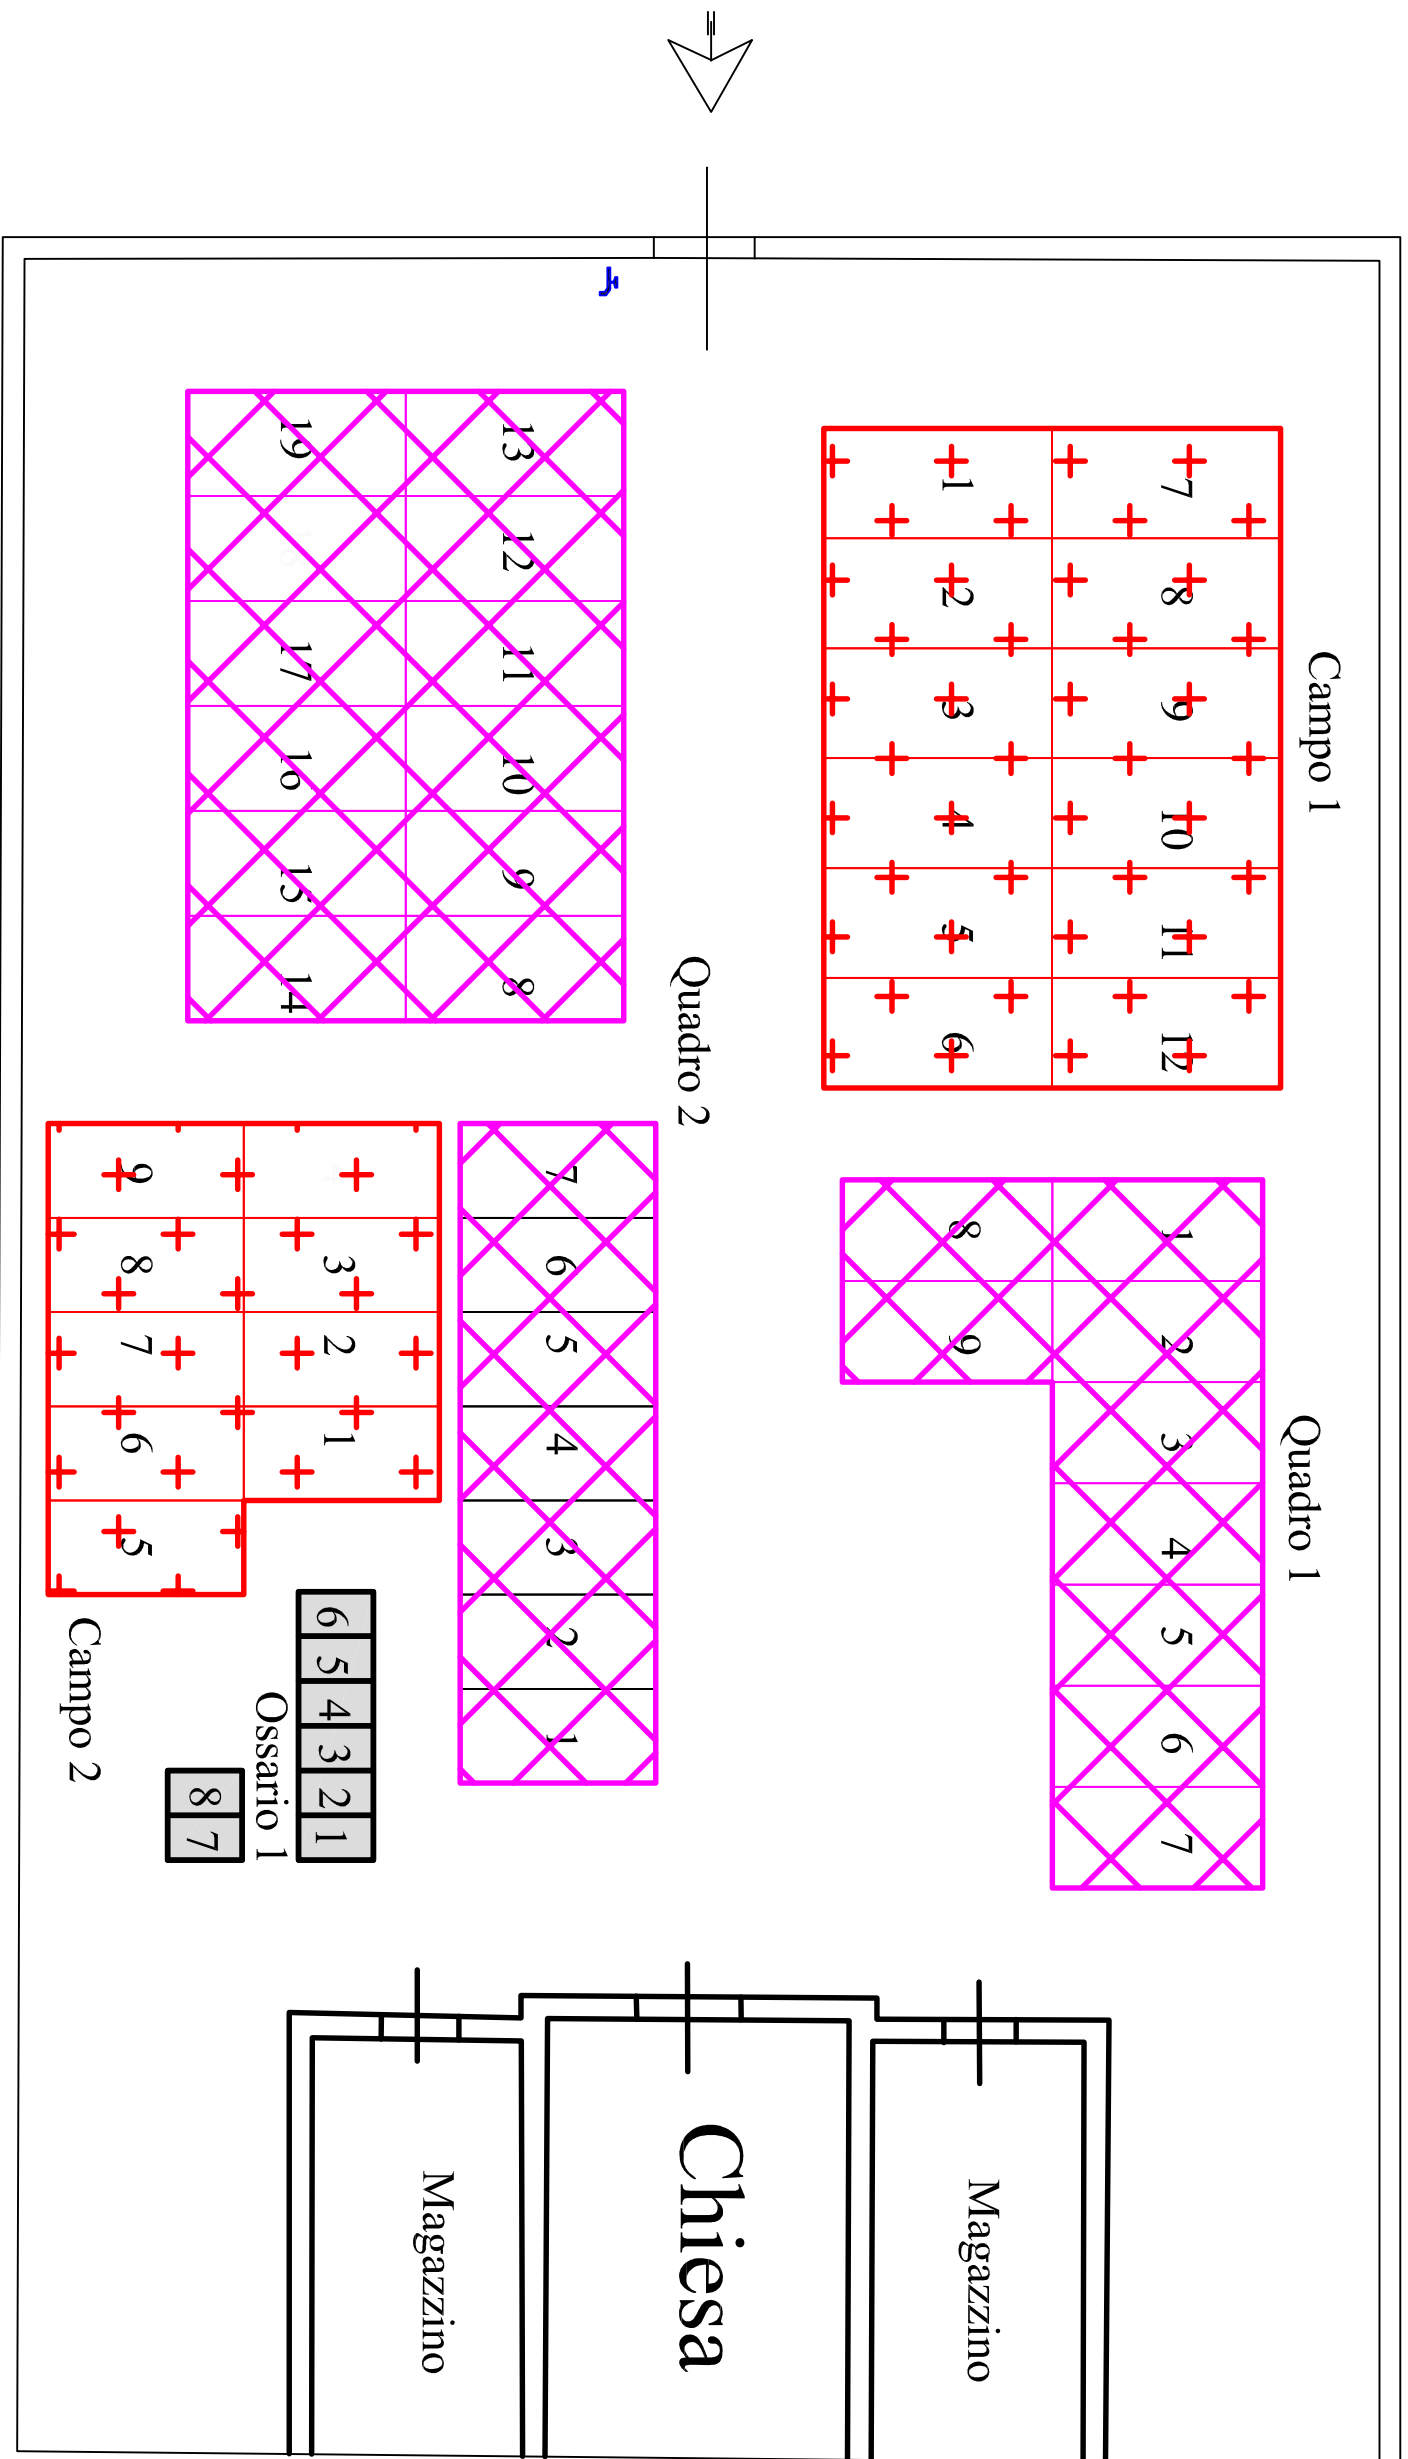 Campo 1
7 8 9 10 11 12
1 2 3 4 5 6
Quadro 1
1 2 3 4 5 6 7
8 9
Quadro 2
13 12 11 10 9 8
19 17 16 15 14
7 6 5 4 3 2 1
3 2 1
9 8 7 6 5
Campo 2
6 5 4 3 2 1
Ossario 1
8 7
Magazzino
Chiesa
Magazzino